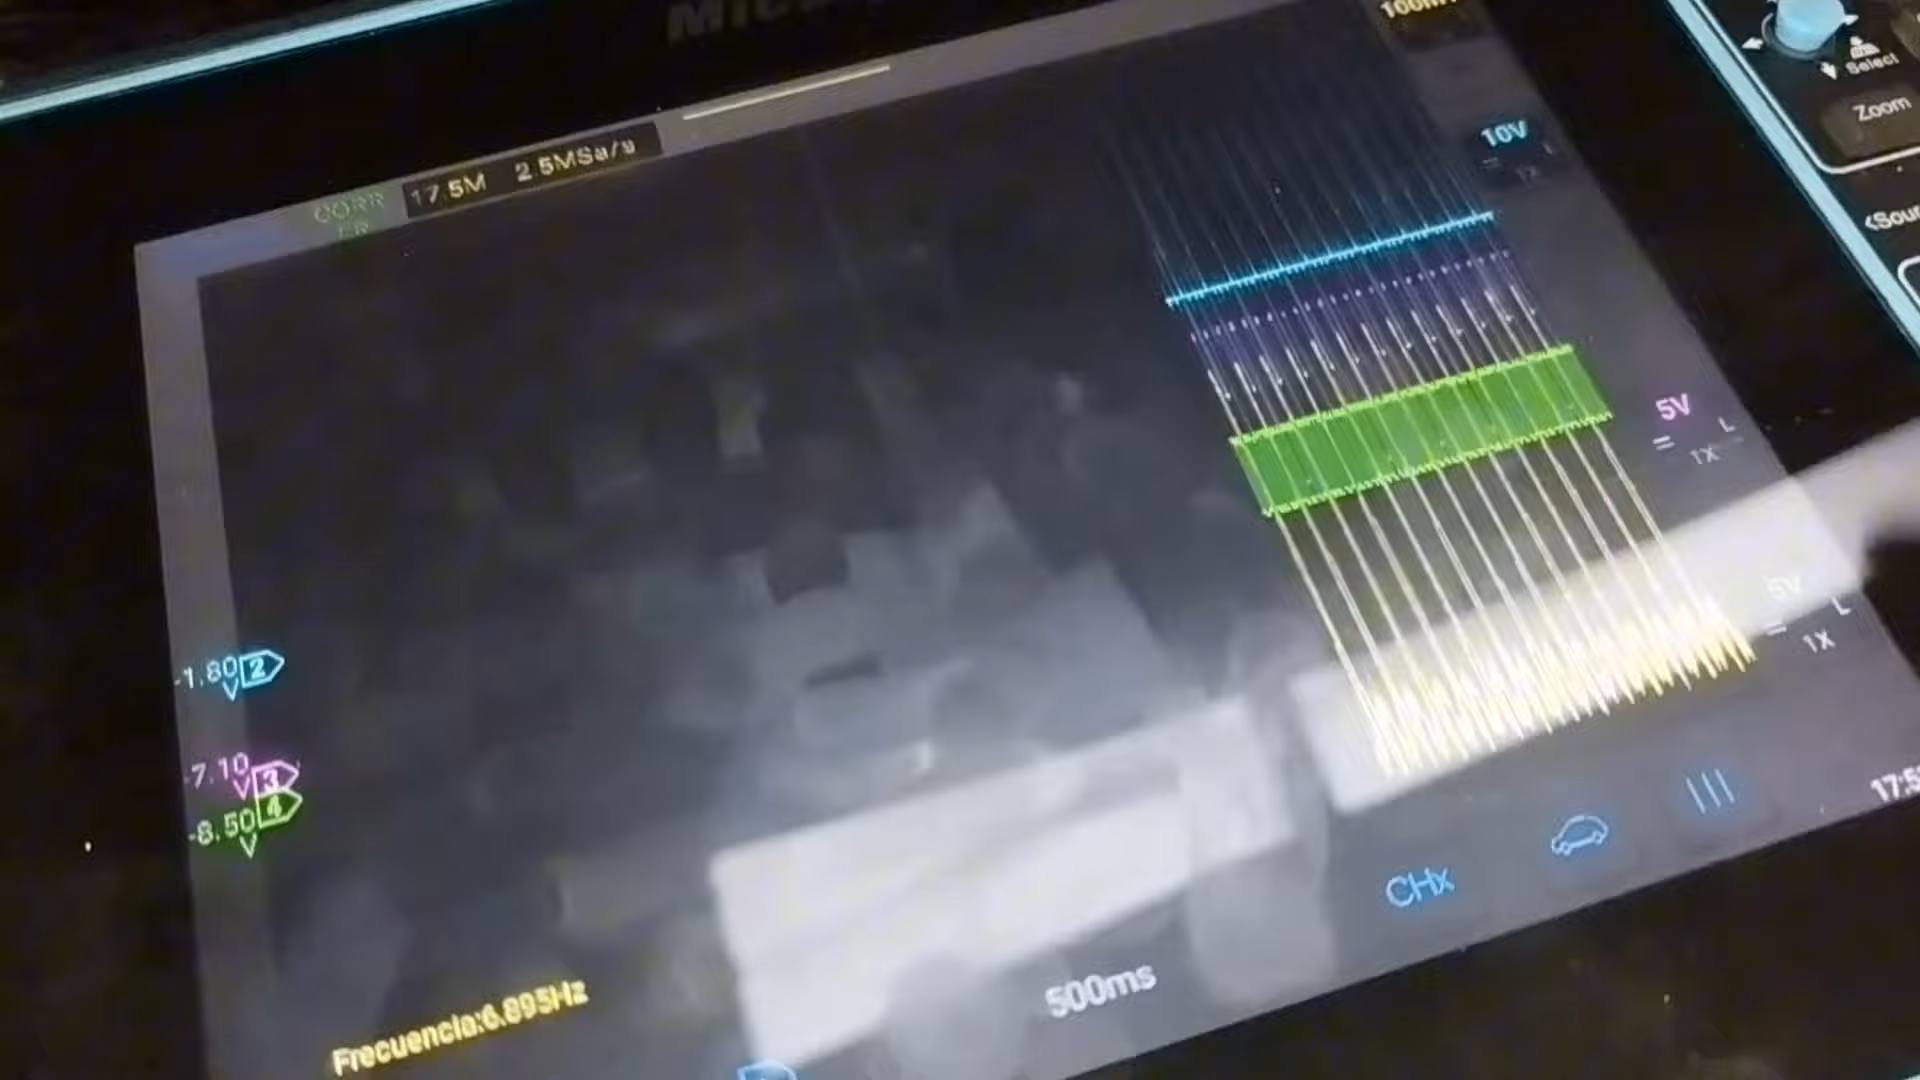 Select
Zoom
10V
17.5M 2.5MSa/s
CORR
5V
1X
5V
1X
-1.80 2
-7.10 3
-8.50 4
CHx
500ms
Frecuencia:6.895Hz